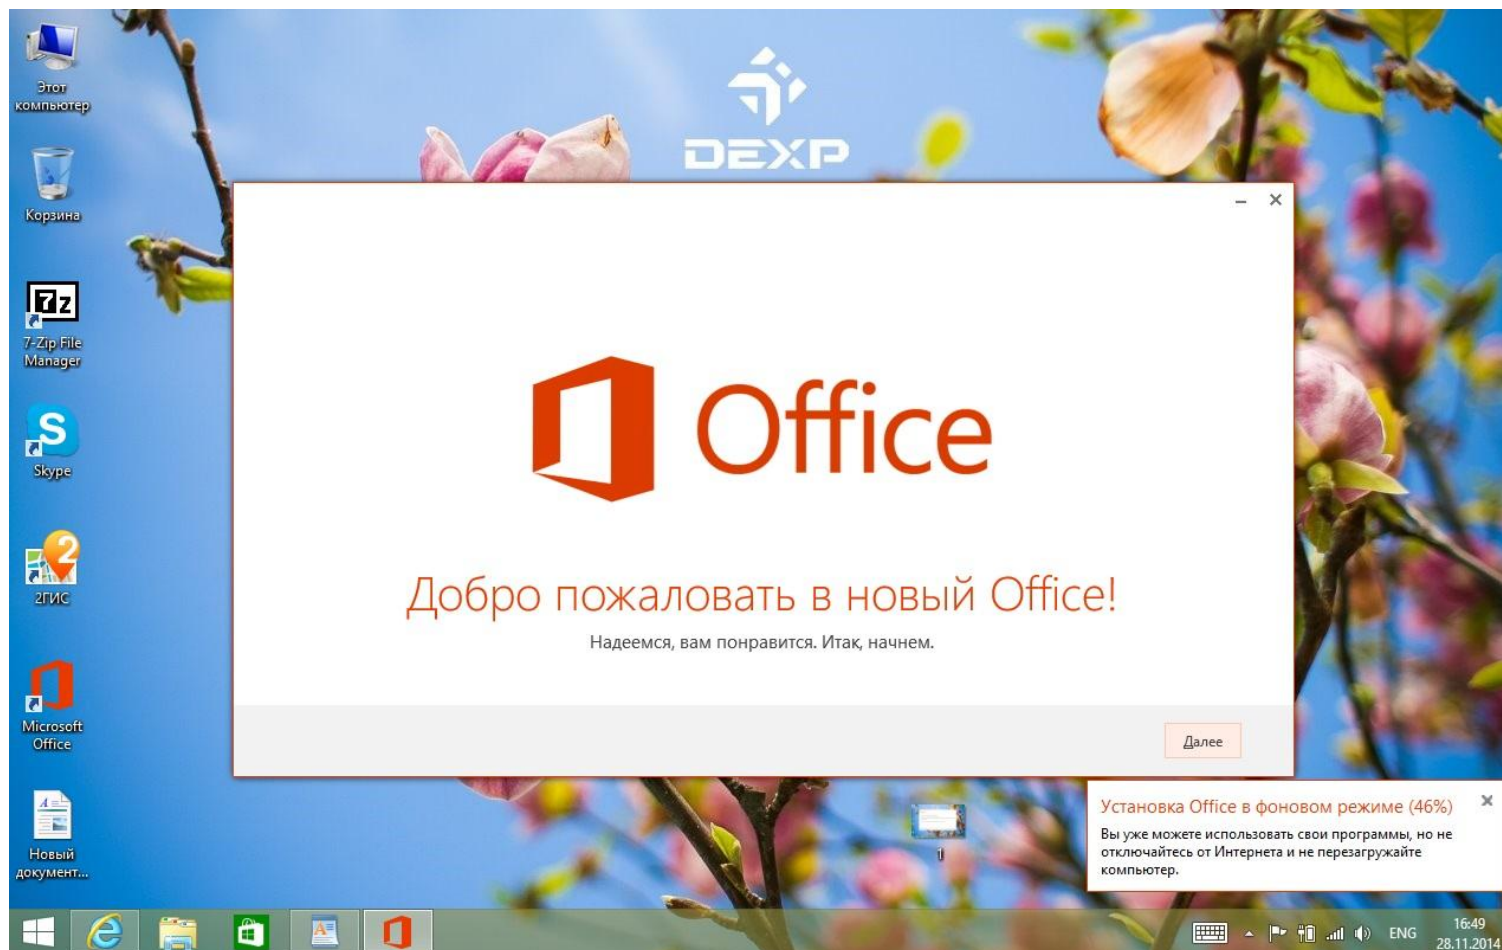 Этот
компьютер
Корзина
7z
7-Zip File
Manager
S
Skype
2
2ГИС
Microsoft
Office
Новый
документ...
DEXP
Office
Добро пожаловать в новый Office!
Надеемся, вам понравится. Итак, начнем.
Далее
1
Установка Office в фоновом режиме (46%)
Вы уже можете использовать свои программы, но не
отключайтесь от Интернета и не перезагружайте
компьютер.
ENG
16:49
28.11.2014